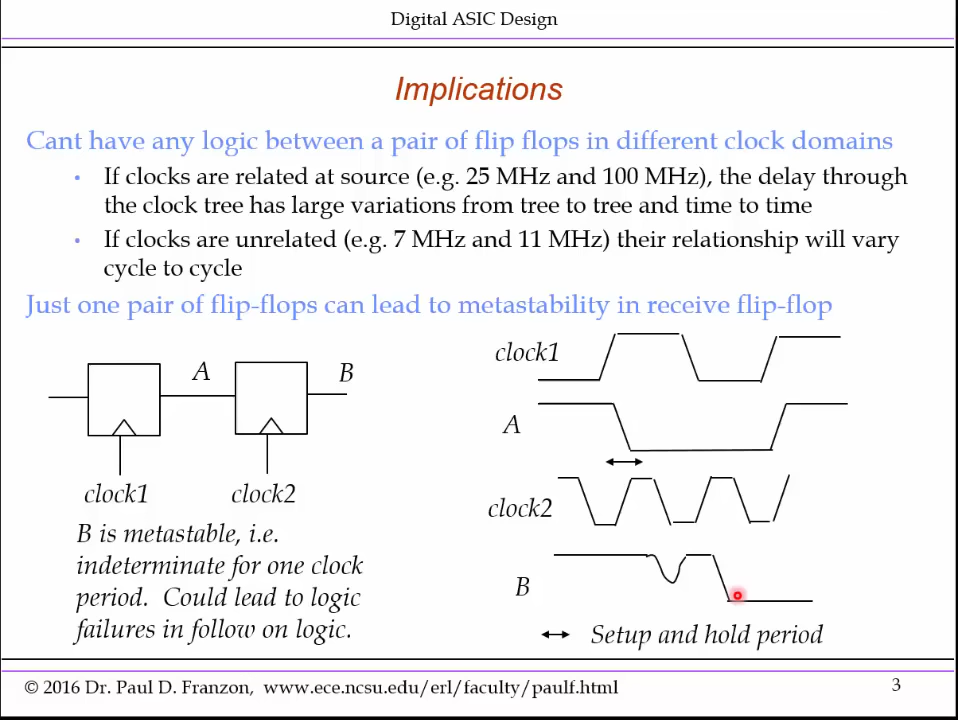 Digital ASIC Design
Implications
Cant have any logic between a pair of flip flops in different clock domains
• If clocks are related at source (e.g. 25 MHz and 100 MHz), the delay through
the clock tree has large variations from tree to tree and time to time
• If clocks are unrelated (e.g. 7 MHz and 11 MHz) their relationship will vary
cycle to cycle
Just one pair of flip-flops can lead to metastability in receive flip-flop
A
B
clock1
clock2
B is metastable, i.e.
indeterminate for one clock
period. Could lead to logic
failures in follow on logic.
clock1
A
clock2
B
Setup and hold period
© 2016 Dr. Paul D. Franzon, www.ece.ncsu.edu/erl/faculty/paulf.html
3